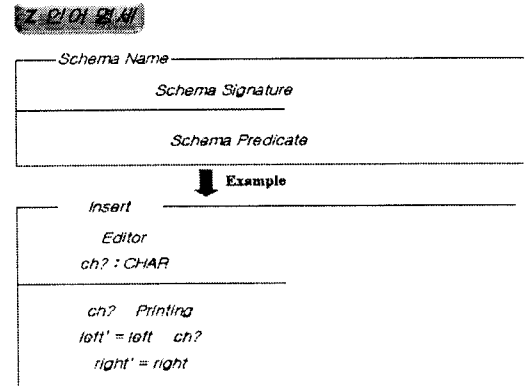 Z 언어 명세
Schema Name
Schema Signature
Schema Predicate
Example
Insert
Editor
ch? : CHAR
ch? Printing
left' = left ch?
right' = right